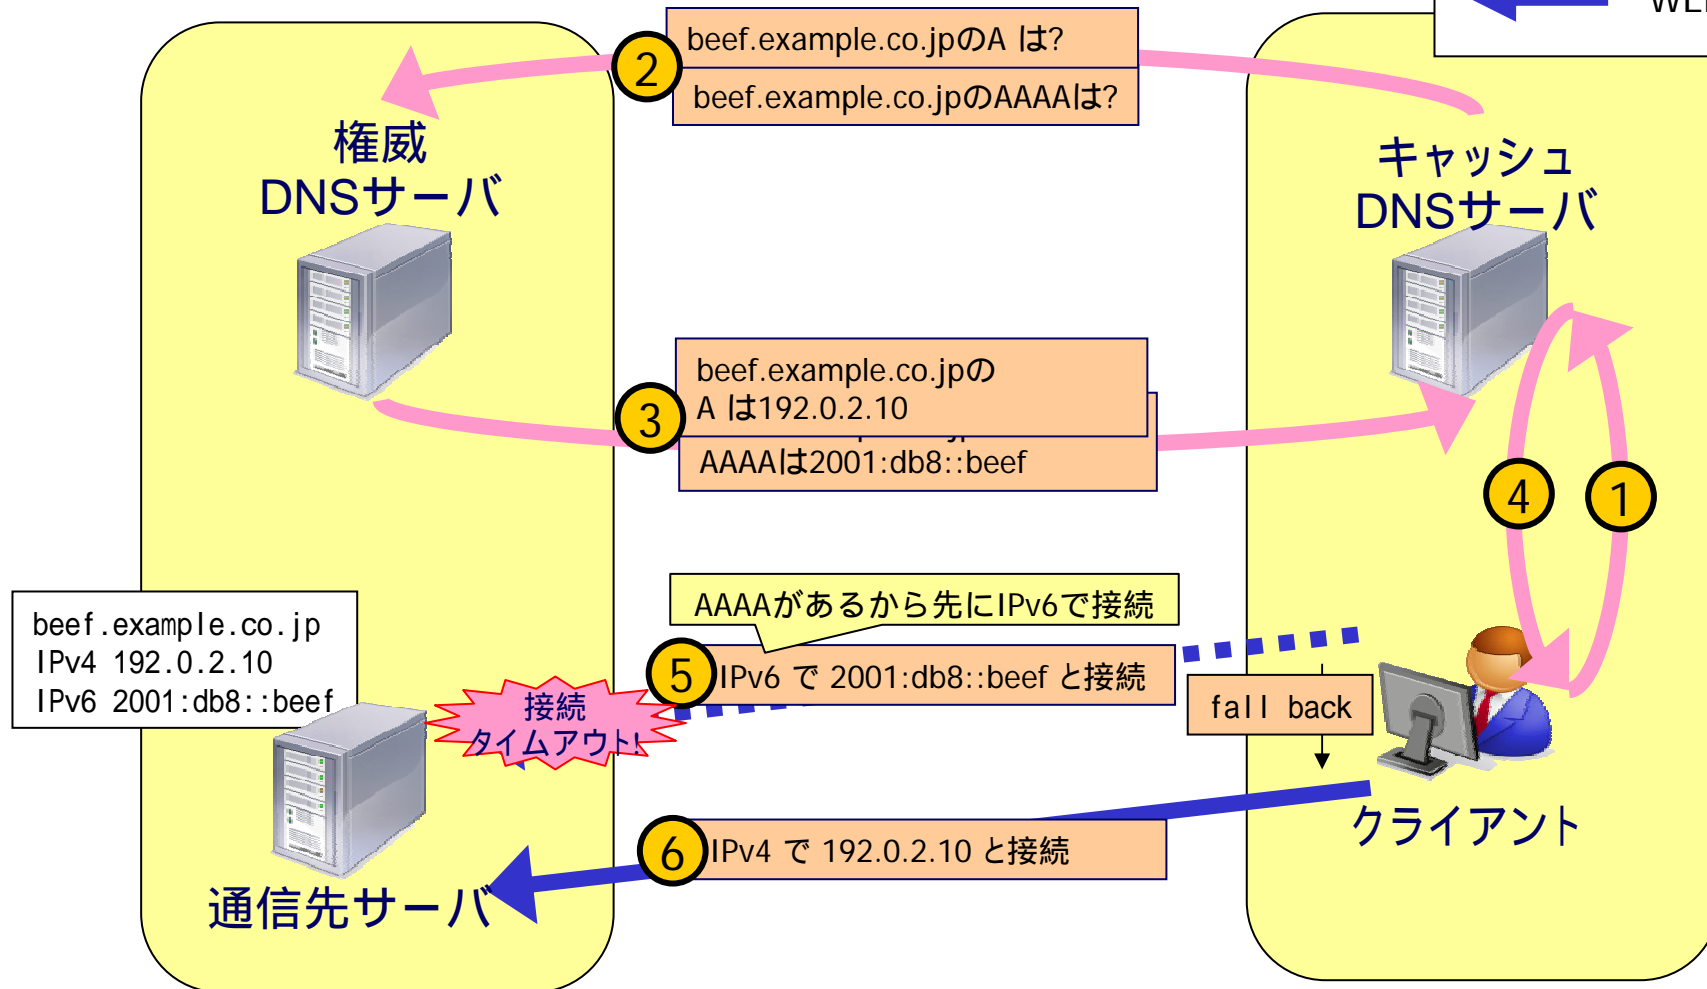 beef.example.co.jpのA は?
beef.example.co.jpのAAAAは?
2
権威
DNSサーバ
キャッシュ
DNSサーバ
beef.example.co.jpの
A は192.0.2.10
AAAAは2001:db8::beef
3
4
1
AAAAがあるから先にIPv6で接続
beef.example.co.jp
IPv4 192.0.2.10
IPv6 2001:db8::beef
5
IPv6 で 2001:db8::beef と接続
接続
タイムアウト!
fall back
6
IPv4 で 192.0.2.10 と接続
クライアント
通信先サーバ